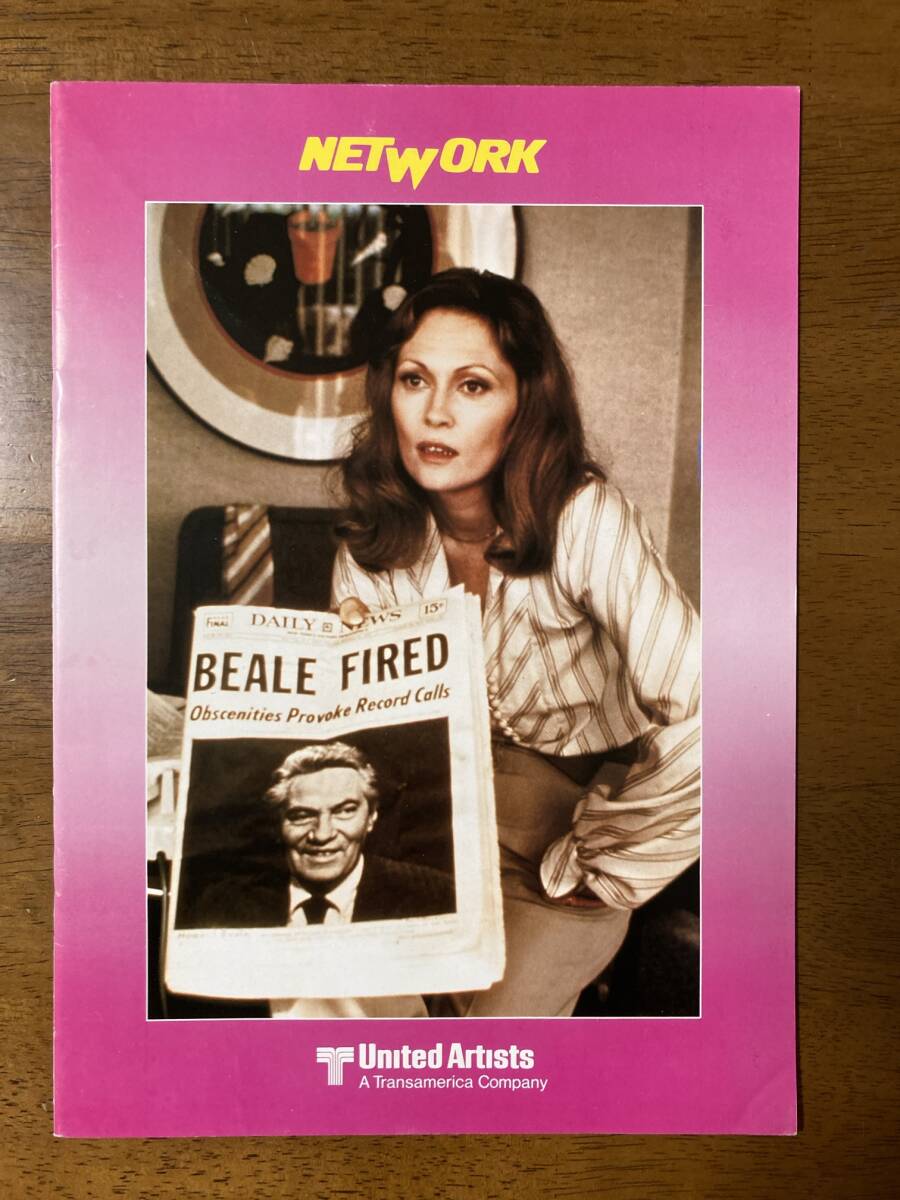 NETWORK
FINAL
DAILY NEWS
15¢
BEALE FIRED
Obscenities Provoke Record Calls
United Artists
A Transamerica Company